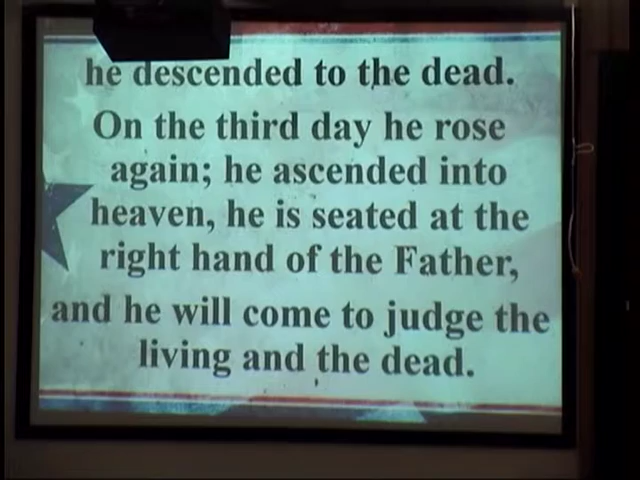 he descended to the dead.
On the third day he rose
again; he ascended into
heaven, he is seated at the
right hand of the Father,
and he will come to judge the
living and the dead.